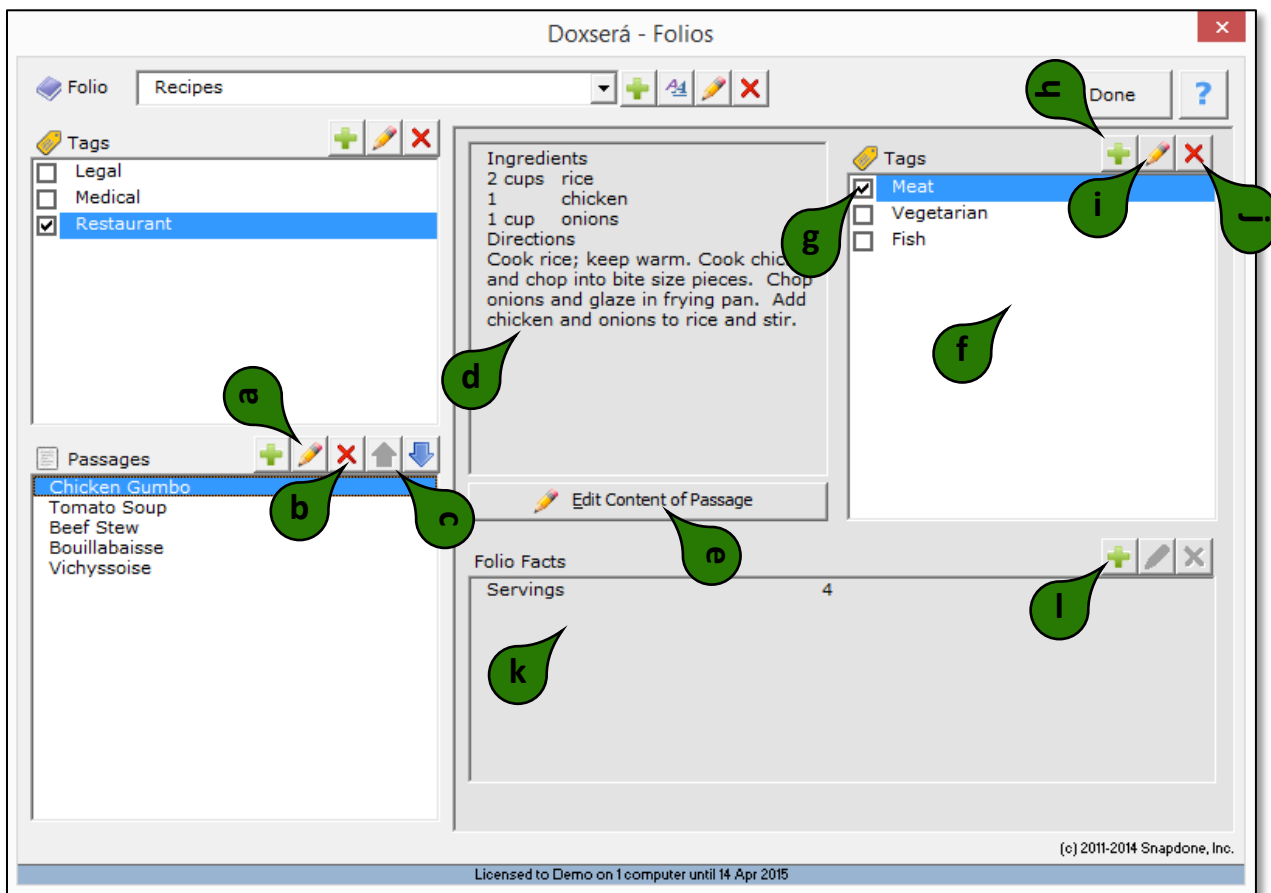 Doxserá - Folios
Folio
Recipes
Done
?
h
Tags
Legal
Medical
Restaurant
Ingredients
2 cups rice
1 chicken
1 cup onions
Directions
Cook rice; keep warm. Cook
and chop into bite size pieces. Chop
onions and glaze in frying pan. Add
chicken and onions to rice and stir.
d
Tags
Meat
Vegetarian
Fish
g
i
j
f
a
Passages
Chicken Gumbo
Tomato Soup
Beef Stew
Bouillabaisse
Vichyssoise
b
c
Edit Content of Passage
e
Folio Facts
Servings 4
k
l
(c) 2011-2014 Snapdone, Inc.
Licensed to Demo on 1 computer until 14 Apr 2015